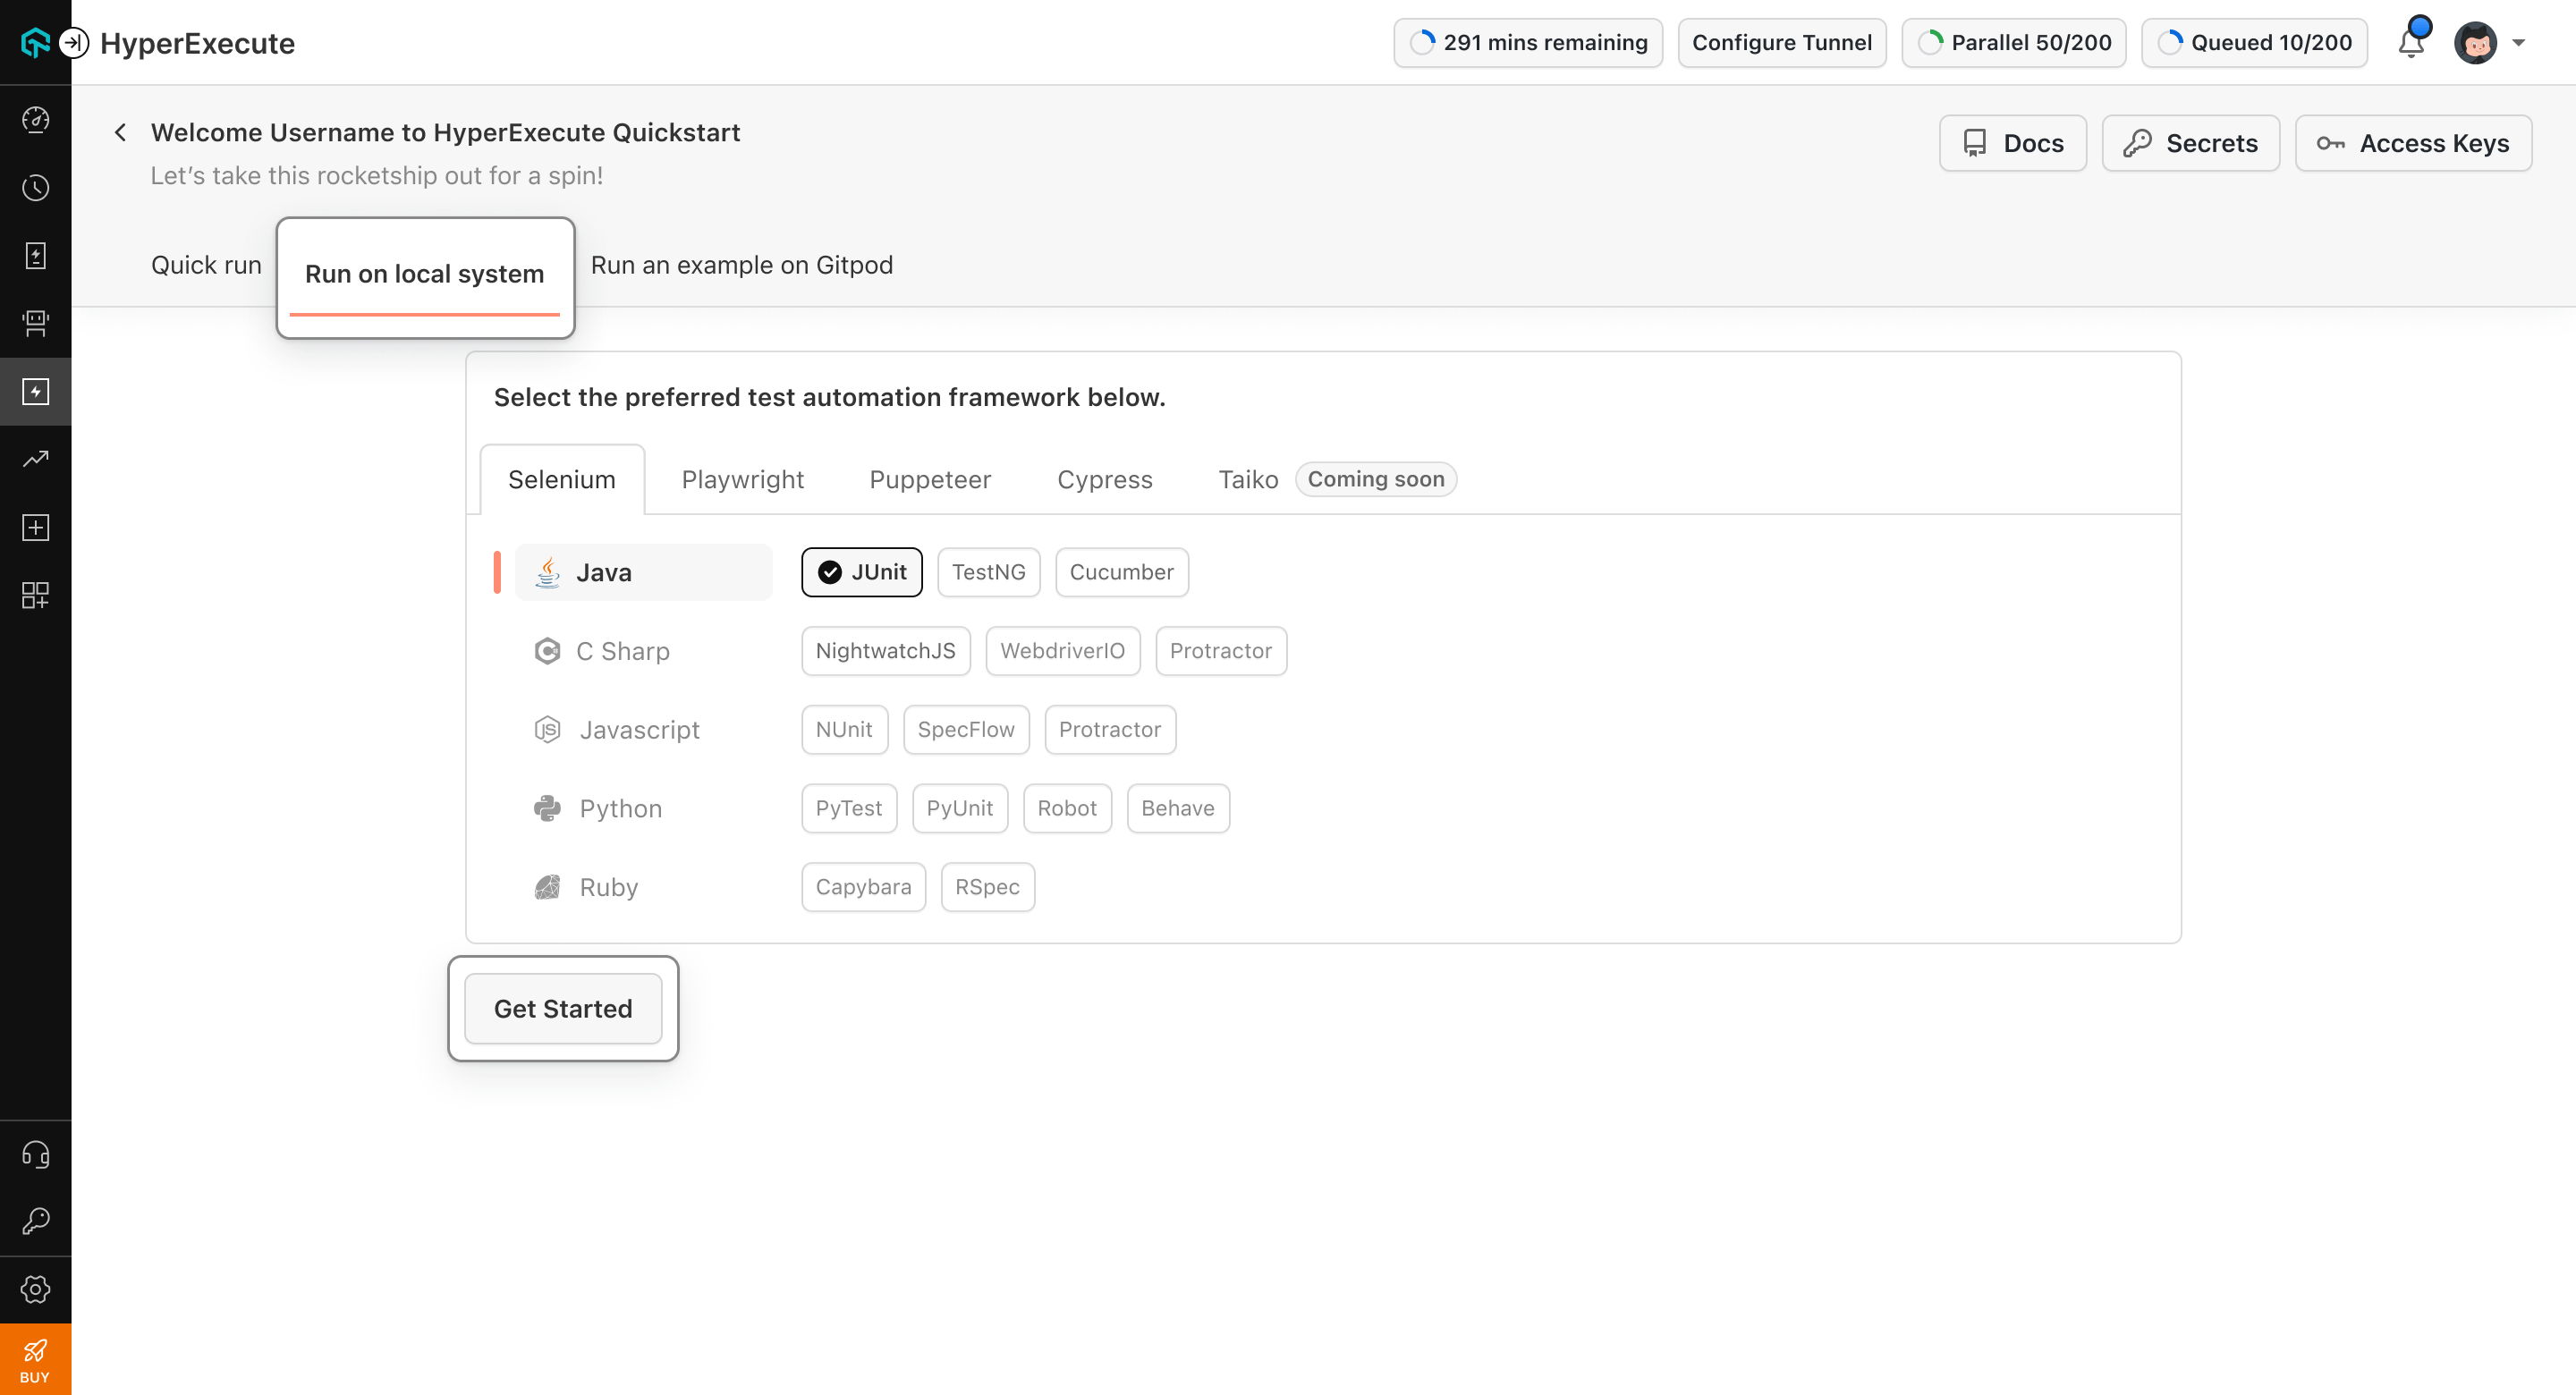 HyperExecute
291 mins remaining
Configure Tunnel
Parallel 50/200
Queued 10/200
Welcome Username to HyperExecute Quickstart
Let's take this rocketship out for a spin!
Docs
Secrets
Access Keys
Quick run
Run on local system
Run an example on Gitpod
Select the preferred test automation framework below.
Selenium
Playwright
Puppeteer
Cypress
Taiko
Coming soon
Java
JUnit
TestNG
Cucumber
C Sharp
NightwatchJS
WebdriverIO
Protractor
Javascript
NUnit
SpecFlow
Protractor
Python
PyTest
PyUnit
Robot
Behave
Ruby
Capybara
RSpec
Get Started
BUY